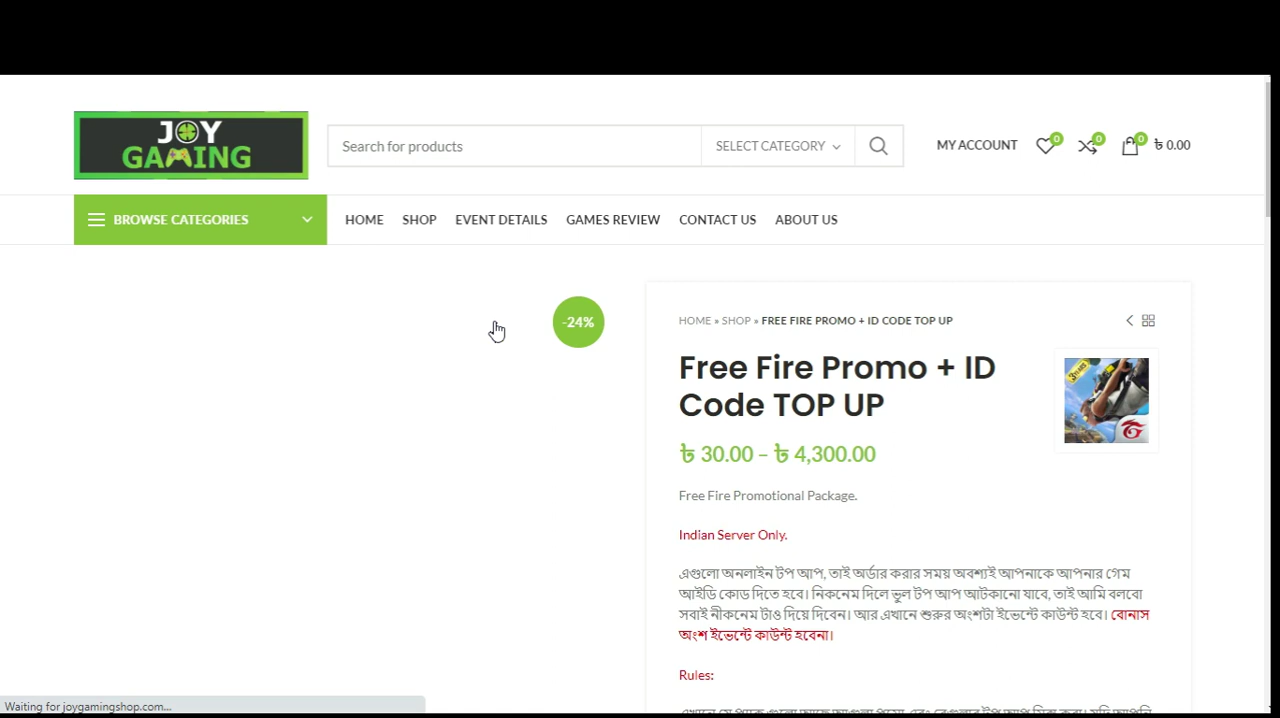 JOY
GAMING
Search for products
SELECT CATEGORY
MY ACCOUNT
0
0
0
৳ 0.00
BROWSE CATEGORIES
HOME
SHOP
EVENT DETAILS
GAMES REVIEW
CONTACT US
ABOUT US
-24%
HOME » SHOP » FREE FIRE PROMO + ID CODE TOP UP
Free Fire Promo + ID
Code TOP UP
3 YEARS
৳ 30.00 – ৳ 4,300.00
Free Fire Promotional Package.
Indian Server Only.
এগুলো অনলাইন টপ আপ, তাই অর্ডার করার সময় অবশ্যই আপনাকে আপনার গেম
আইডি কোড দিতে হবে। নিকনেম দিলে ভুল টপ আপ আটকানো যাবে, তাই আমি বলবো
সবাই নীকনেম টাও দিয়ে দিবেন। আর এখানে শুরুর অংশটা ইভেন্টে কাউন্ট হবে। বোনাস
অংশ ইভেন্টে কাউন্ট হবেনা।
Rules:
Waiting for joygamingshop.com...